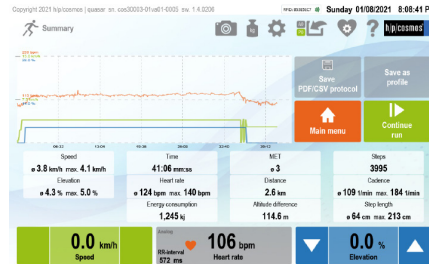 Copyright 2021 h/p/cosmos | quasar sn. cos30003-01va01-0005 sw. 1.4.0206
Sunday 01/08/2021 8:08:41 P
Summary
h/p/cosmos
Save
PDF/CSV protocol
Save as
profile
Main menu
Continue
run
Speed
ø 3.8 km/h max. 4.1 km/h
Elevation
ø 4.3 % max. 5.0 %
Time
41:06 mm:ss
Heart rate
ø 124 bpm max. 140 bpm
Energy consumption
1,245 kj
MET
ø 3
Distance
2.6 km
Altitude difference
114.6 m
Steps
3995
Cadence
ø 109 1/min max. 184 1/min
Step length
ø 64 cm max. 213 cm
0.0 km/h
Speed
Analog
RR-interval
572 ms
106 bpm
Heart rate
0.0 %
Elevation